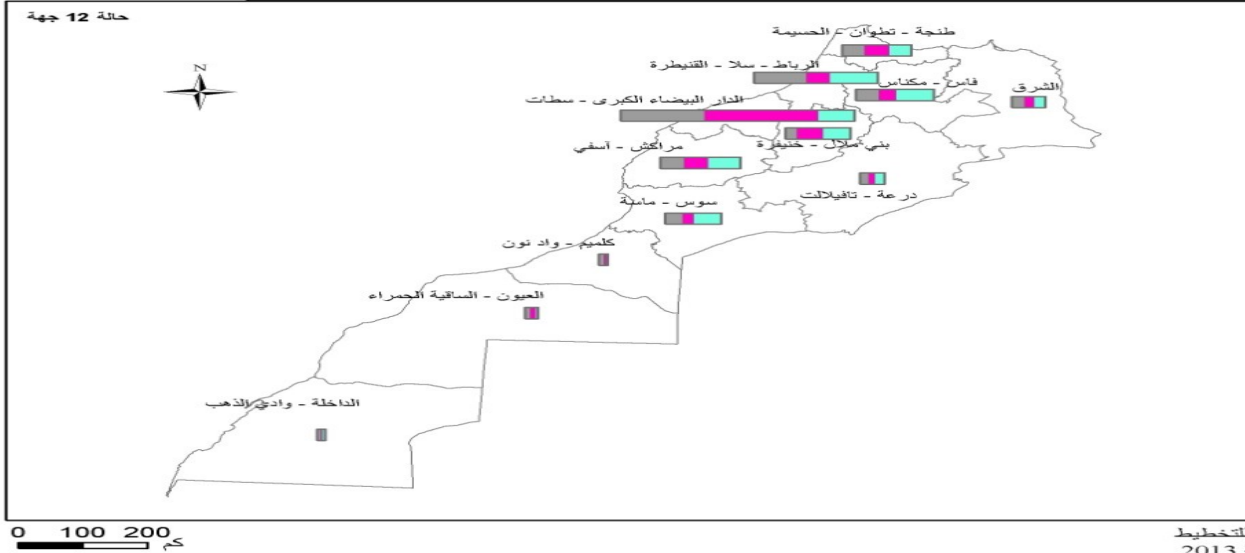 حالة 12 جهة
طنجة - تطوان - الحسيمة
الرباط - سلا - القنيطرة
فاس - مكناس
الشرق
الدار البيضاء الكبرى - سطات
بني ملال - خنيفرة
مراكش - آسفي
درعة - تافيلالت
سوس - ماسة
كلميم - واد نون
العيون - الساقية الحمراء
الداخلة - وادي الذهب
N
0 100 200
كم
للتخطيط
2013